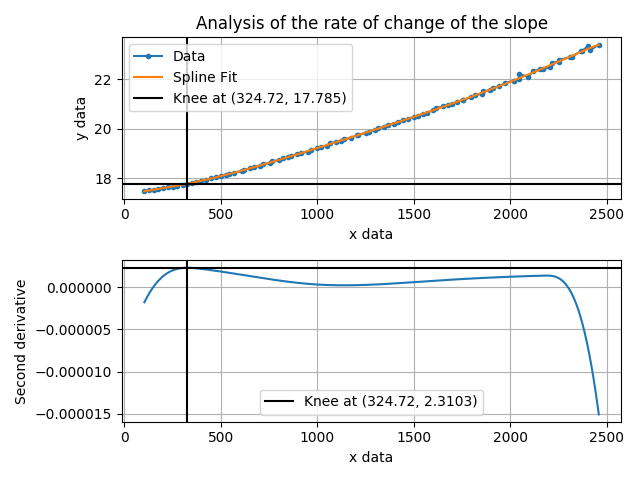 Analysis of the rate of change of the slope
Data
Spline Fit
Knee at (324.72, 17.785)
y data
22
20
18
0 500 1000 1500 2000 2500
x data
Second derivative
0.000000
−0.000005
−0.000010
−0.000015
Knee at (324.72, 2.3103)
0 500 1000 1500 2000 2500
x data